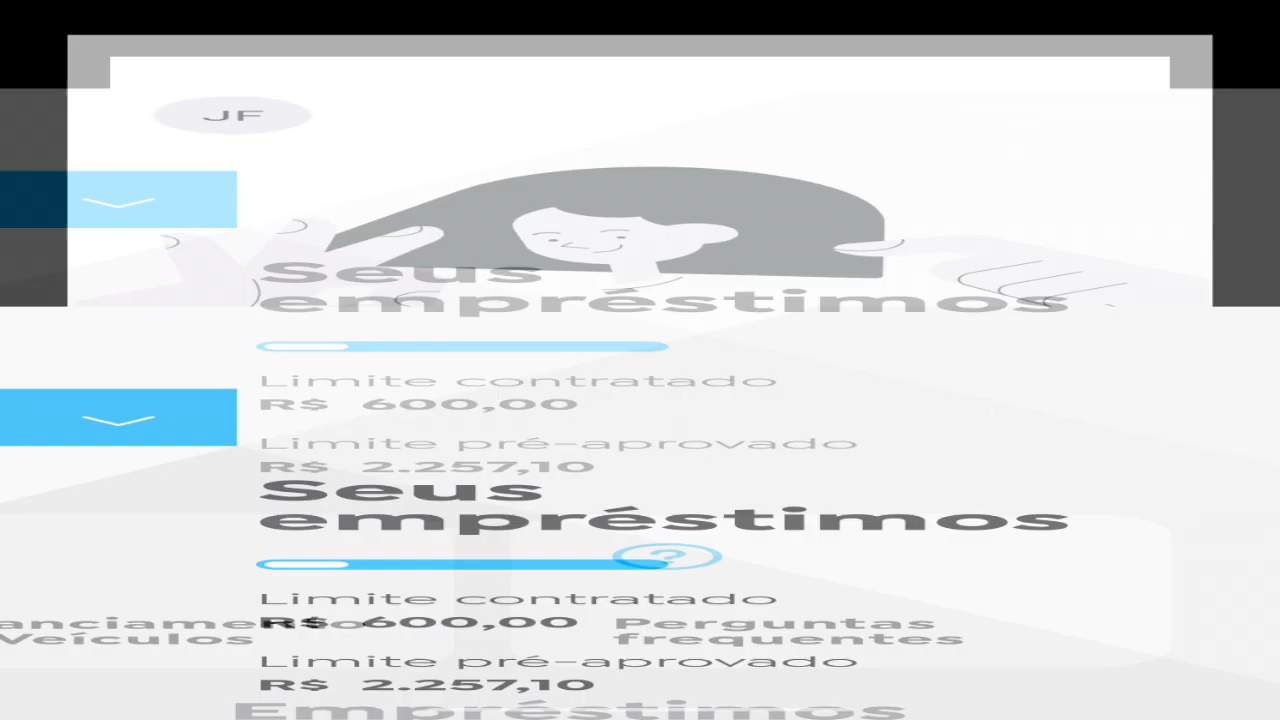 JF
Seus
empréstimos
Limite contratado
R$ 600,00
Limite pré-aprovado
R$ 2.257,10
Seus
empréstimos
?
Limite contratado
R$ 600,00
Perguntas
Veículos
frequentes
Limite pré-aprovado
R$ 2.257,10
Empréstimos